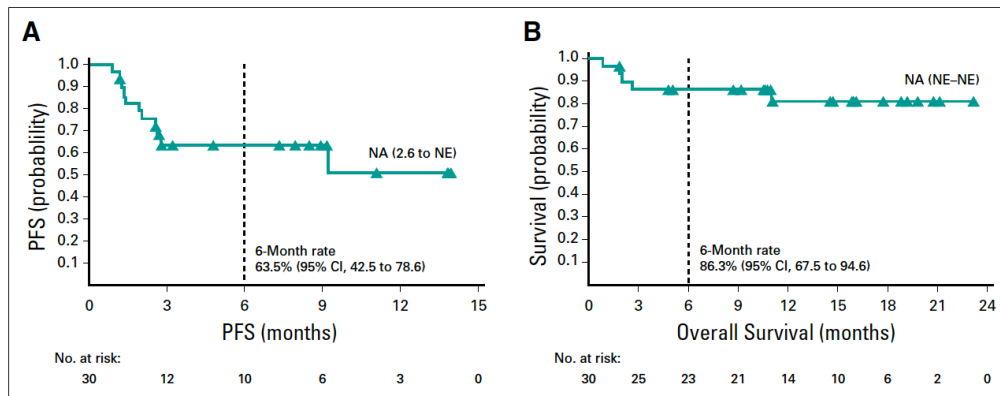 A
PFS (probablility)
1.0
0.9
0.8
0.7
0.6
0.5
0.4
0.3
0.2
0.1
NA (2.6 to NE)
6-Month rate
63.5% (95% CI, 42.5 to 78.6)
0 3 6 9 12 15
PFS (months)
No. at risk:
30 12 10 6 3 0
B
Survival (probability)
1.0
0.9
0.8
0.7
0.6
0.5
0.4
0.3
0.2
0.1
NA (NE–NE)
6-Month rate
86.3% (95% CI, 67.5 to 94.6)
0 3 6 9 12 15 18 21 24
Overall Survival (months)
No. at risk:
30 25 23 21 14 10 6 2 0